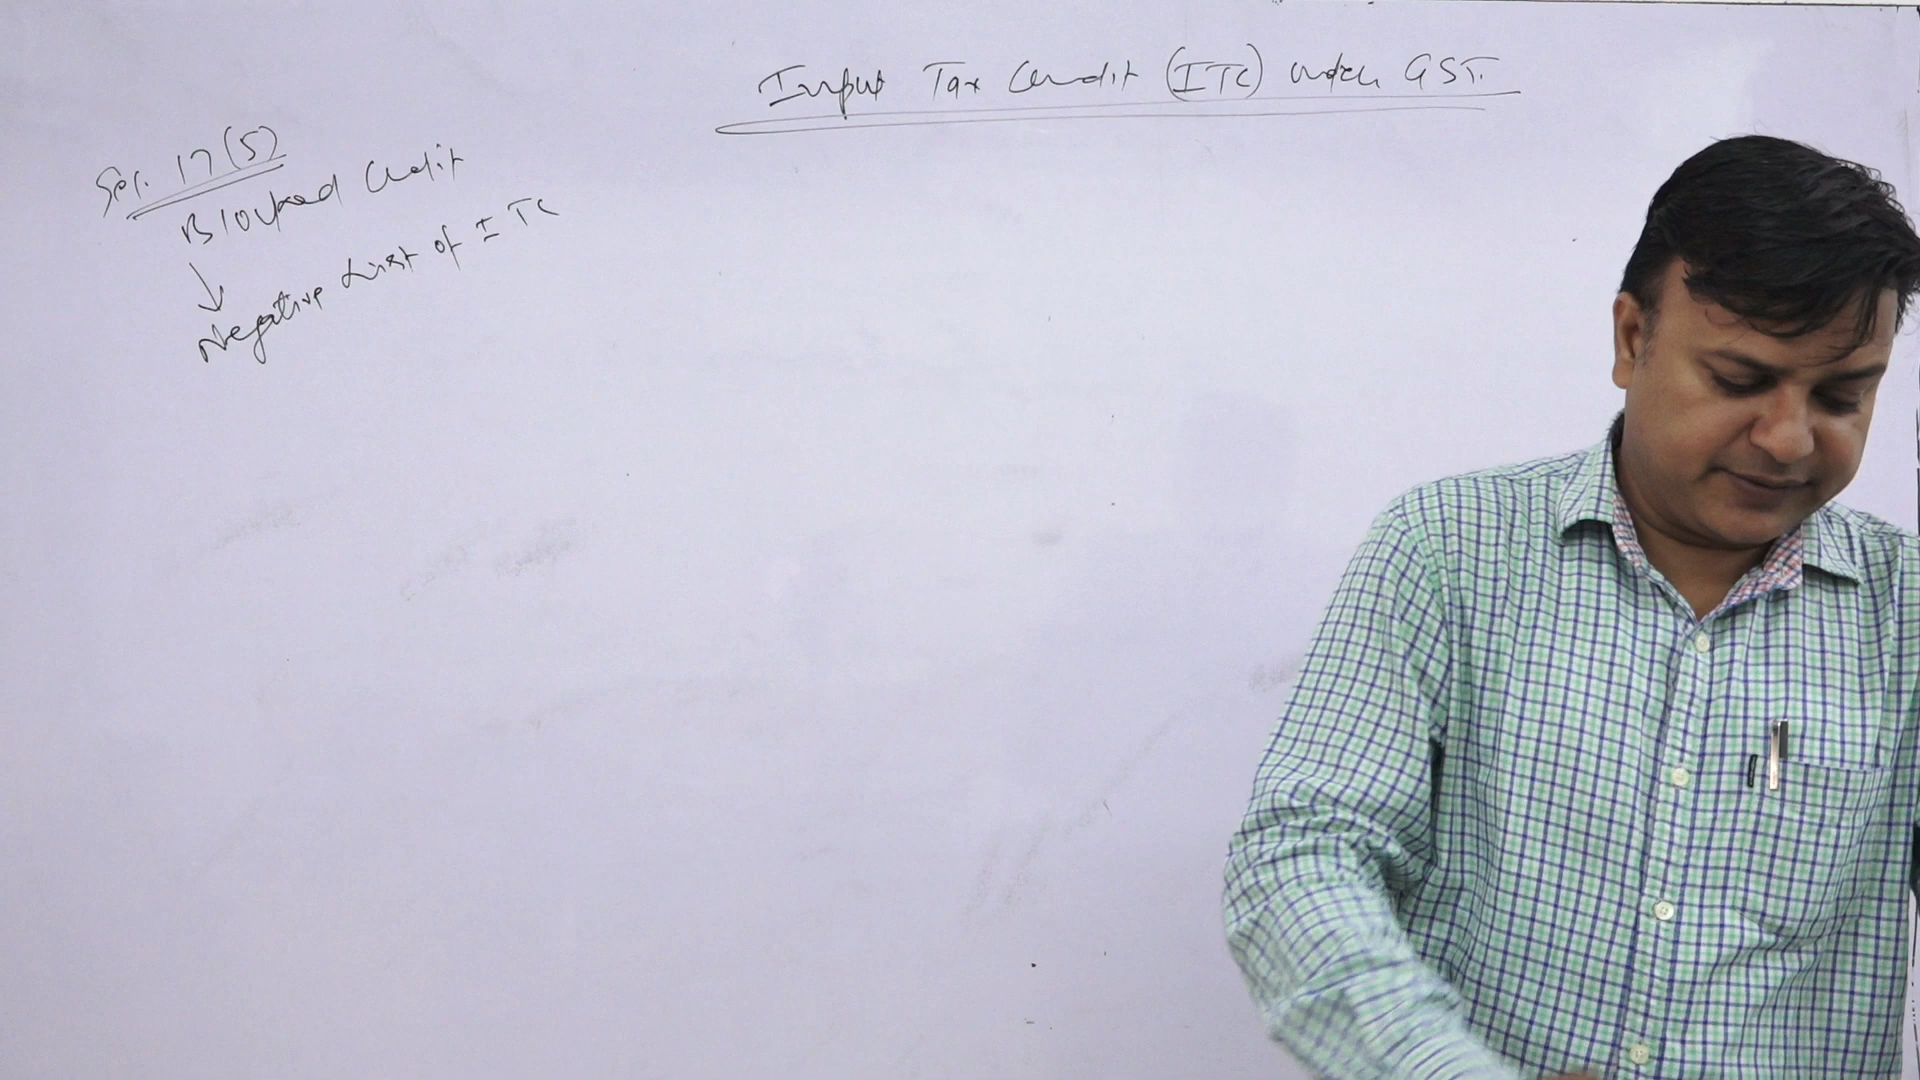 Input Tax Credit (ITC) under GST.
Sec. 17(5)
Blocked Credit
↓
Negative List of ITC